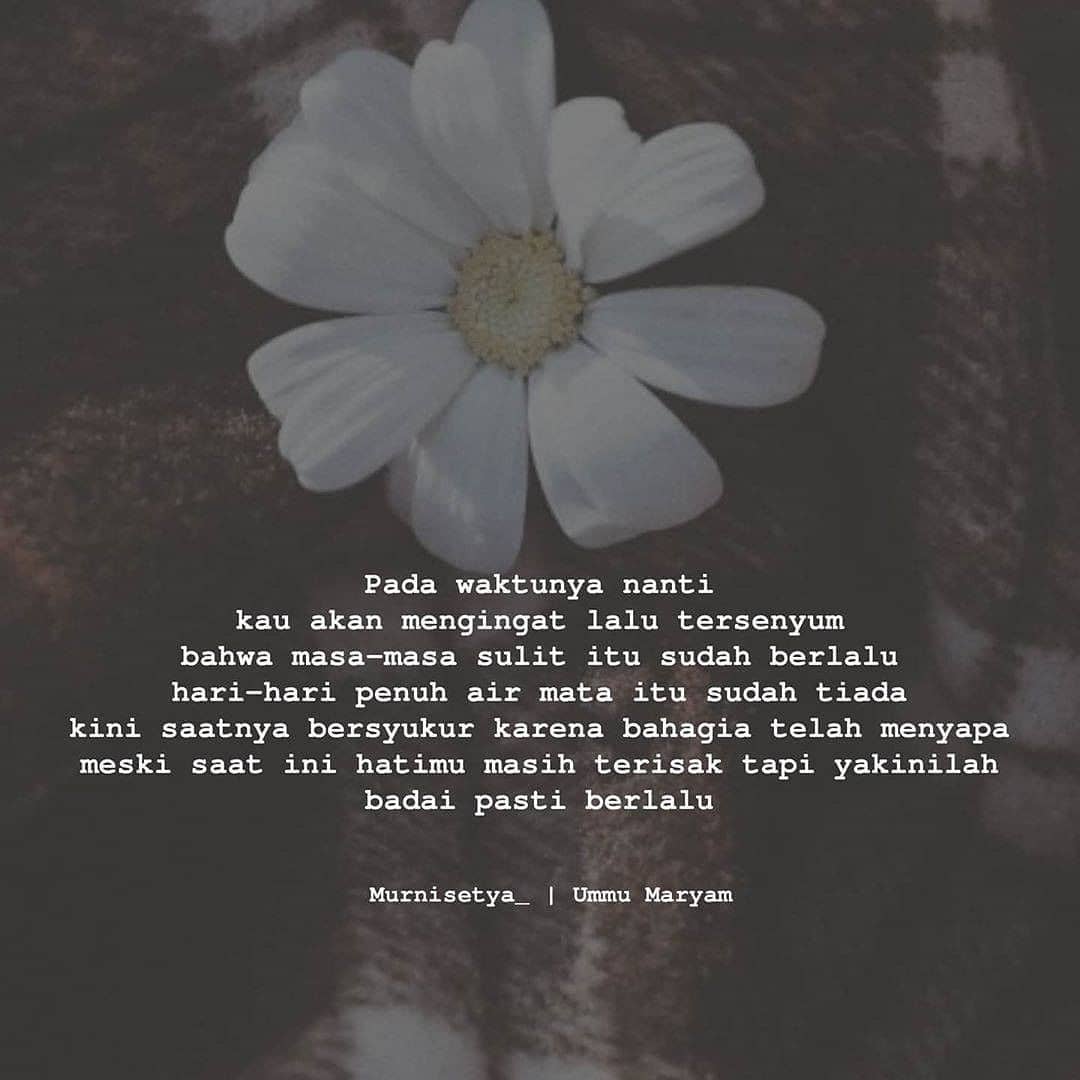 Pada waktunya nanti
kau akan mengingat lalu tersenyum
bahwa masa-masa sulit itu sudah berlalu
hari-hari penuh air mata itu sudah tiada
kini saatnya bersyukur karena bahagia telah menyapa
meski saat ini hatimu masih terisak tapi yakinilah
badai pasti berlalu
Murnisetya_ | Ummu Maryam